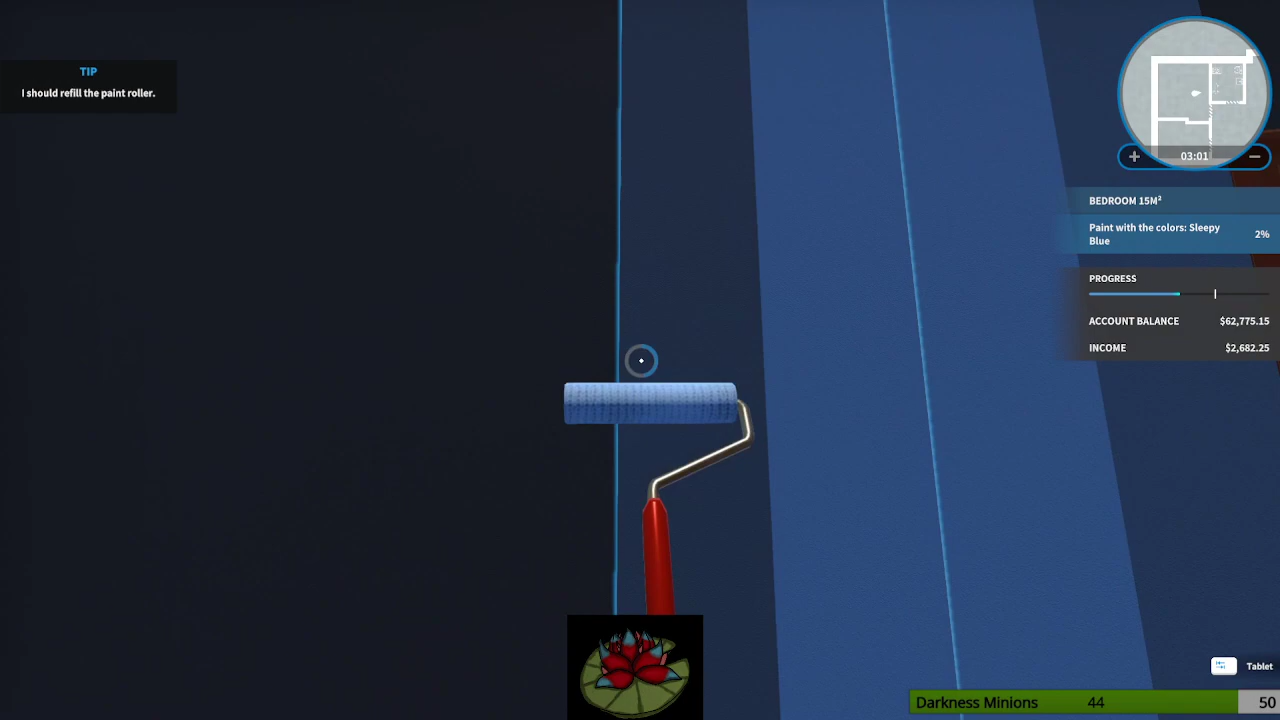 TIP
I should refill the paint roller.
03:01
BEDROOM 15M²
Paint with the colors: Sleepy
Blue
2%
PROGRESS
ACCOUNT BALANCE $62,775.15
INCOME $2,682.25
Tablet
Darkness Minions 44 50